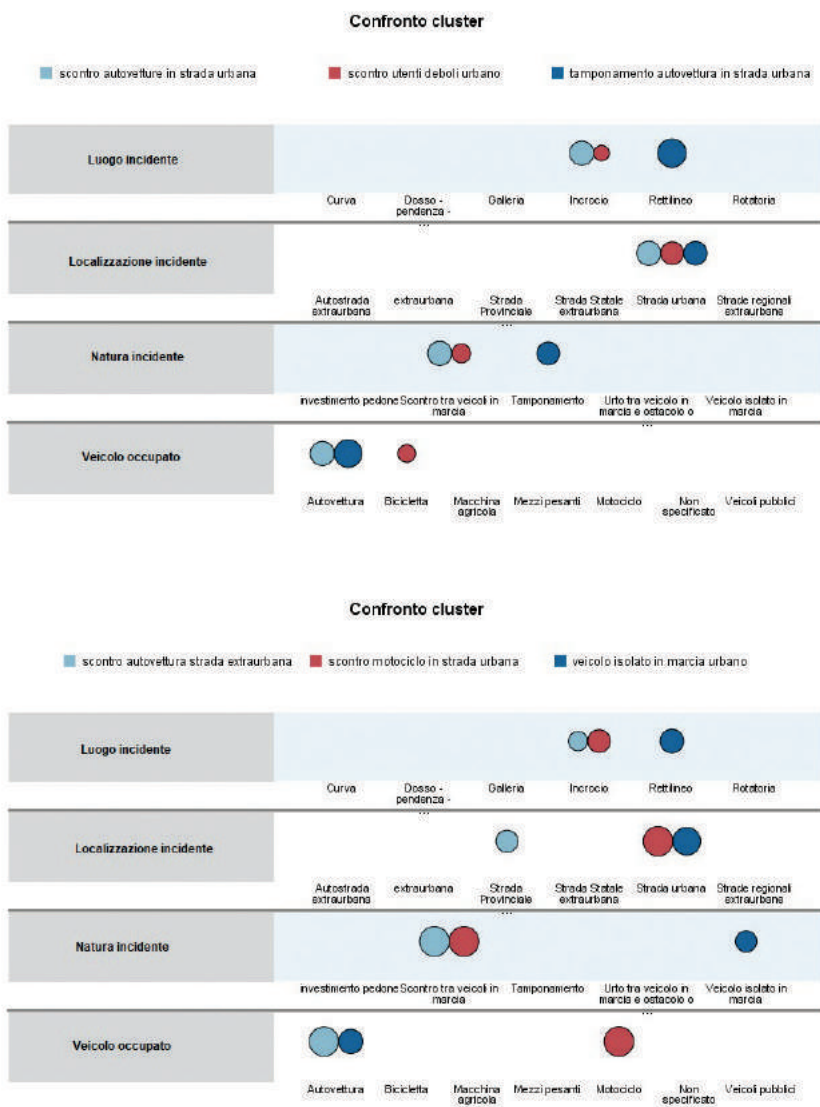 Confronto cluster
scontro autovetture in strada urbana scontro utenti deboli urbano tamponamento autovettura in strada urbana
Luogo incidente
Curva Dosso - Galleria Incrocio Rettilineo Rotatoria
pendenza -
...
Localizzazione incidente
Autostrada extraurbana Strada Strada Statale Strada urbana Strade regionali
extraurbana Provinciale extraurbana extraurbane
...
Natura incidente
investimento pedone Scontro tra veicoli in Tamponamento Urto tra veicolo in Veicolo isolato in
marcia marcia e ostacolo o marcia
...
Veicolo occupato
Autovettura Bicicletta Macchina Mezzi pesanti Motociclo Non Veicoli pubblici
agricola specificato
Confronto cluster
scontro autovettura strada extraurbana scontro motociclo in strada urbana veicolo isolato in marcia urbano
Luogo incidente
Curva Dosso - Galleria Incrocio Rettilineo Rotatoria
pendenza -
...
Localizzazione incidente
Autostrada extraurbana Strada Strada Statale Strada urbana Strade regionali
extraurbana Provinciale extraurbana extraurbane
...
Natura incidente
investimento pedone Scontro tra veicoli in Tamponamento Urto tra veicolo in Veicolo isolato in
marcia marcia e ostacolo o marcia
...
Veicolo occupato
Autovettura Bicicletta Macchina Mezzi pesanti Motociclo Non Veicoli pubblici
agricola specificato